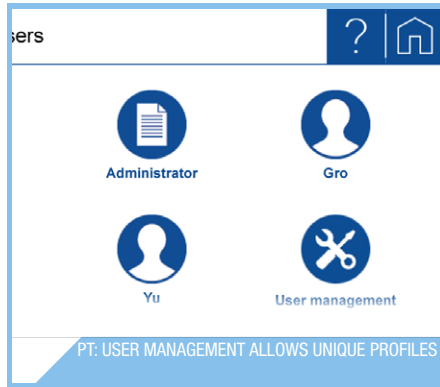 sers
?
Administrator
Gro
Yu
User management
PT: USER MANAGEMENT ALLOWS UNIQUE PROFILES